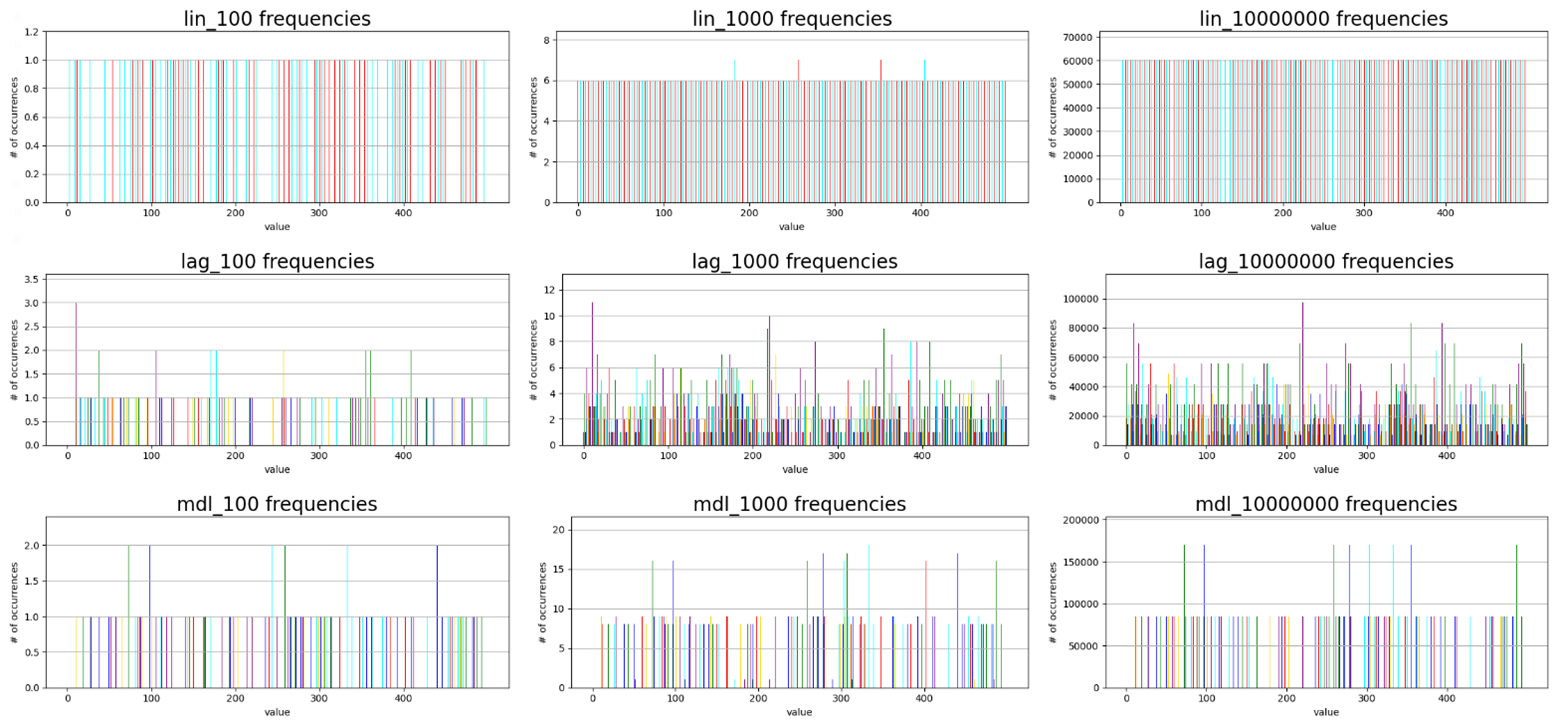 lin_100 frequencies
# of occurrences
1.2
1.0
0.8
0.6
0.4
0.2
0.0
0 100 200 300 400
value
lin_1000 frequencies
# of occurrences
8
6
4
2
0
0 100 200 300 400
value
lin_10000000 frequencies
# of occurrences
70000
60000
50000
40000
30000
20000
10000
0
0 100 200 300 400
value
lag_100 frequencies
# of occurrences
3.5
3.0
2.5
2.0
1.5
1.0
0.5
0.0
0 100 200 300 400
value
lag_1000 frequencies
# of occurrences
12
10
8
6
4
2
0
0 100 200 300 400
value
lag_10000000 frequencies
# of occurrences
100000
80000
60000
40000
20000
0
0 100 200 300 400
value
mdl_100 frequencies
# of occurrences
2.0
1.5
1.0
0.5
0.0
0 100 200 300 400
value
mdl_1000 frequencies
# of occurrences
20
15
10
5
0
0 100 200 300 400
value
mdl_10000000 frequencies
# of occurrences
200000
150000
100000
50000
0
0 100 200 300 400
value